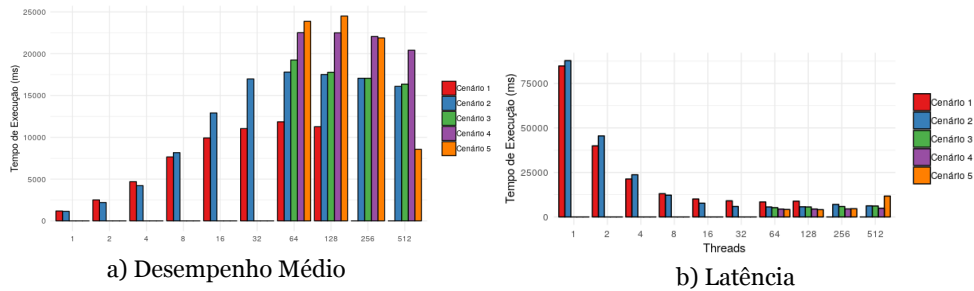 25000
20000
15000
10000
5000
0
Tempo de Execução (ms)
1 2 4 8 16 32 64 128 256 512
Cenário 1
Cenário 2
Cenário 3
Cenário 4
Cenário 5
a) Desempenho Médio
75000
50000
25000
0
Tempo de Execução (ms)
1 2 4 8 16 32 64 128 256 512
Threads
Cenário 1
Cenário 2
Cenário 3
Cenário 4
Cenário 5
b) Latência